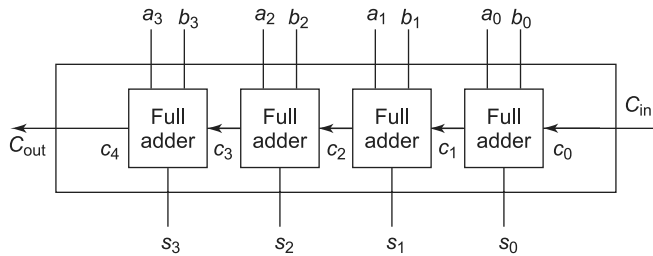 a3 b3 a2 b2 a1 b1 a0 b0
Full adder Full adder Full adder Full adder
Cin
Cout c4 c3 c2 c1 c0
s3 s2 s1 s0